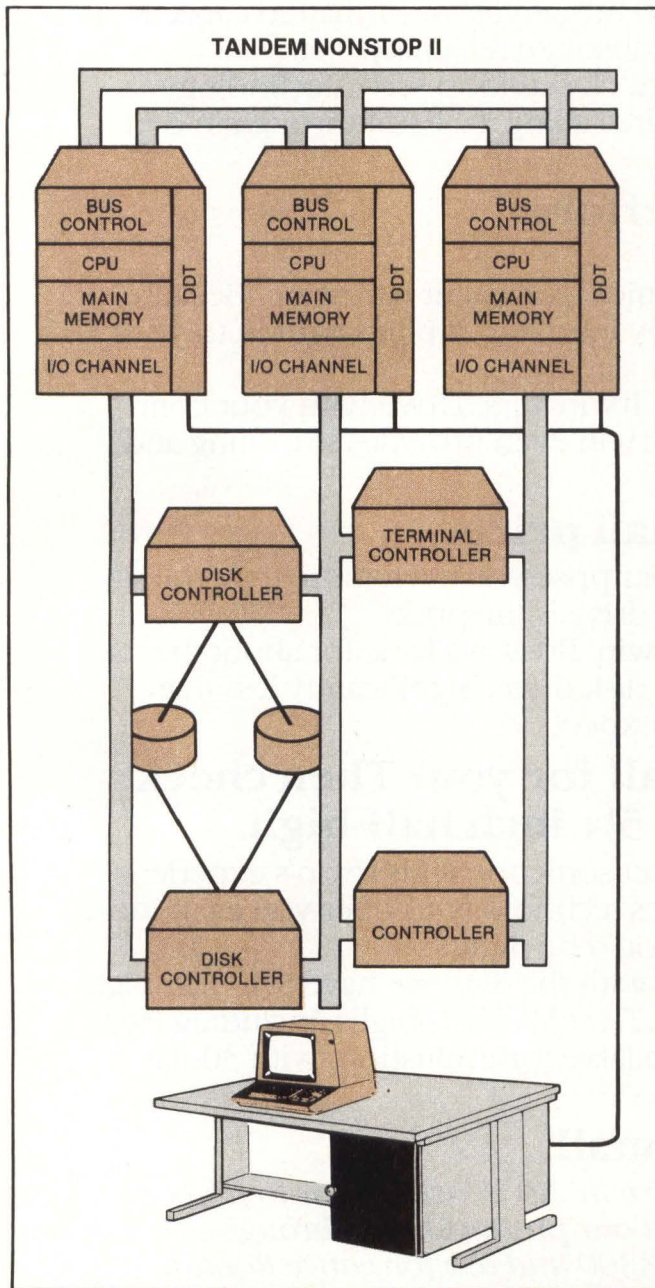 TANDEM NONSTOP II
BUS
CONTROL
CPU
MAIN
MEMORY
I/O CHANNEL
DDT
BUS
CONTROL
CPU
MAIN
MEMORY
I/O CHANNEL
DDT
BUS
CONTROL
CPU
MAIN
MEMORY
I/O CHANNEL
DDT
DISK
CONTROLLER
TERMINAL
CONTROLLER
DISK
CONTROLLER
CONTROLLER